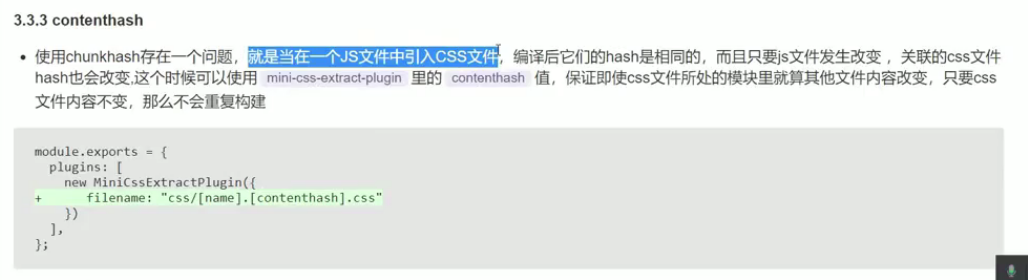 3.3.3 contenthash
使用chunkhash存在一个问题，就是当在一个JS文件中引入CSS文件，编译后它们的hash是相同的，而且只要js文件发生改变 ，关联的css文件
hash也会改变,这个时候可以使用 mini-css-extract-plugin 里的 contenthash 值，保证即使css文件所处的模块里就算其他文件内容改变，只要css
文件内容不变，那么不会重复构建
module.exports = {
plugins: [
new MiniCssExtractPlugin({
+ filename: "css/[name].[contenthash].css"
})
],
};